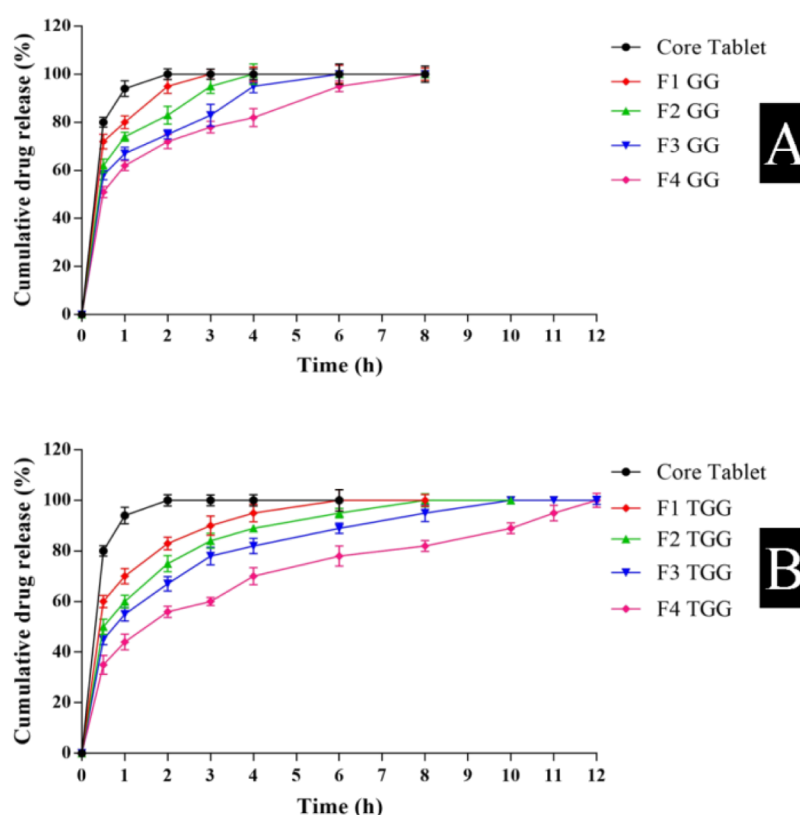 120
100
80
60
40
20
0
Cumulative drug release (%)
0 1 2 3 4 5 6 7 8 9 10 11 12
Time (h)
Core Tablet
F1 GG
F2 GG
F3 GG
F4 GG
A
120
100
80
60
40
20
0
Cumulative drug release (%)
0 1 2 3 4 5 6 7 8 9 10 11 12
Time (h)
Core Tablet
F1 TGG
F2 TGG
F3 TGG
F4 TGG
B